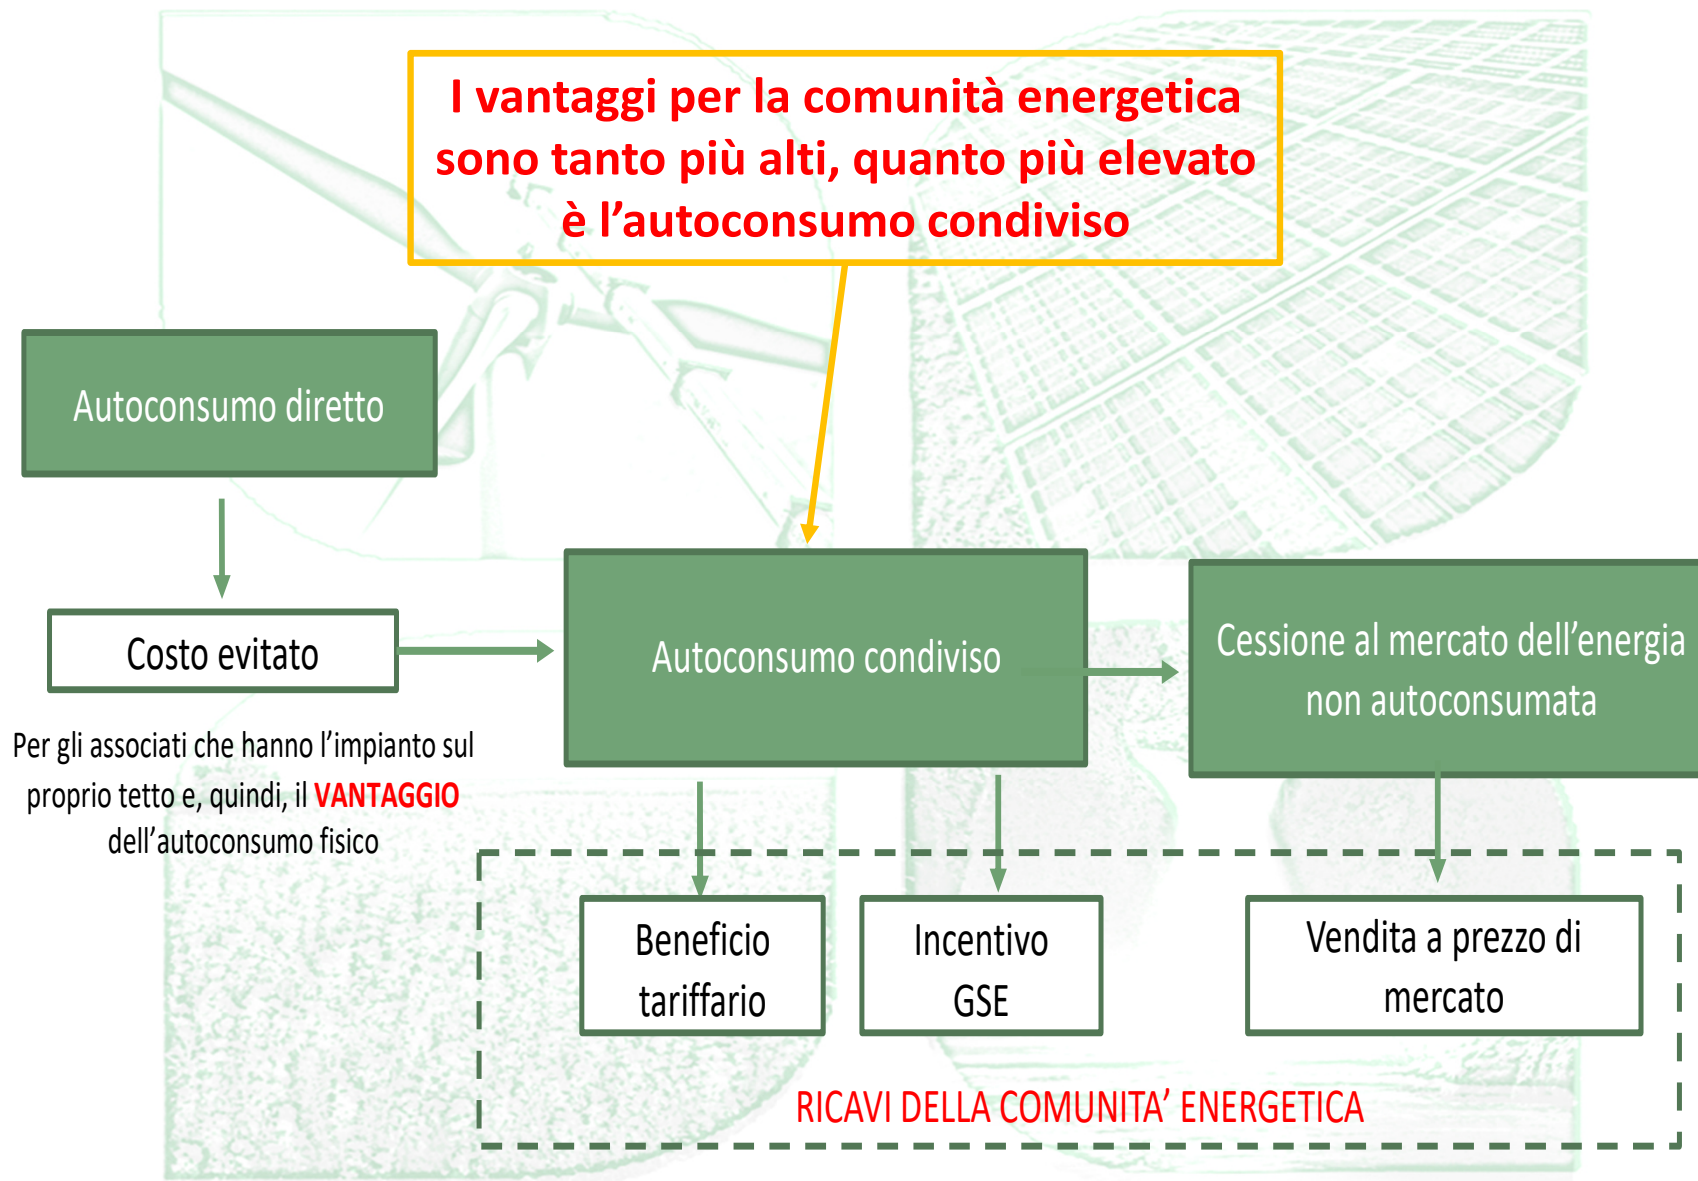 I vantaggi per la comunità energetica
sono tanto più alti, quanto più elevato
è l’autoconsumo condiviso
Autoconsumo diretto
Costo evitato
Per gli associati che hanno l’impianto sul
proprio tetto e, quindi, il VANTAGGIO
dell’autoconsumo fisico
Autoconsumo condiviso
Cessione al mercato dell’energia
non autoconsumata
Beneficio
tariffario
Incentivo
GSE
Vendita a prezzo di
mercato
RICAVI DELLA COMUNITA’ ENERGETICA